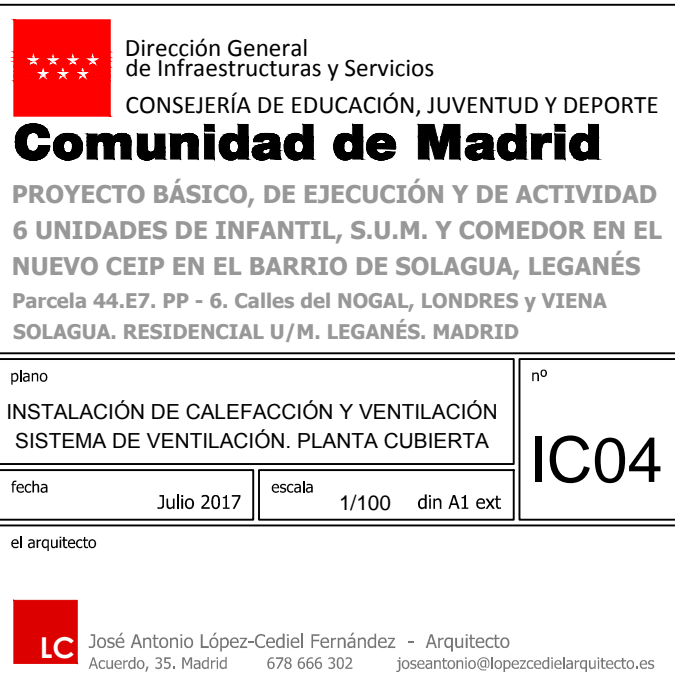 Dirección General
de Infraestructuras y Servicios
CONSEJERÍA DE EDUCACIÓN, JUVENTUD Y DEPORTE
Comunidad de Madrid
PROYECTO BÁSICO, DE EJECUCIÓN Y DE ACTIVIDAD
6 UNIDADES DE INFANTIL, S.U.M. Y COMEDOR EN EL
NUEVO CEIP EN EL BARRIO DE SOLAGUA, LEGANÉS
Parcela 44.E7. PP - 6. Calles del NOGAL, LONDRES y VIENA
SOLAGUA. RESIDENCIAL U/M. LEGANÉS. MADRID
plano
INSTALACIÓN DE CALEFACCIÓN Y VENTILACIÓN
SISTEMA DE VENTILACIÓN. PLANTA CUBIERTA
nº
IC04
fecha
Julio 2017
escala
1/100 din A1 ext
el arquitecto
LC
José Antonio López-Cediel Fernández - Arquitecto
Acuerdo, 35. Madrid 678 666 302 joseantonio@lopezcedielarquitecto.es